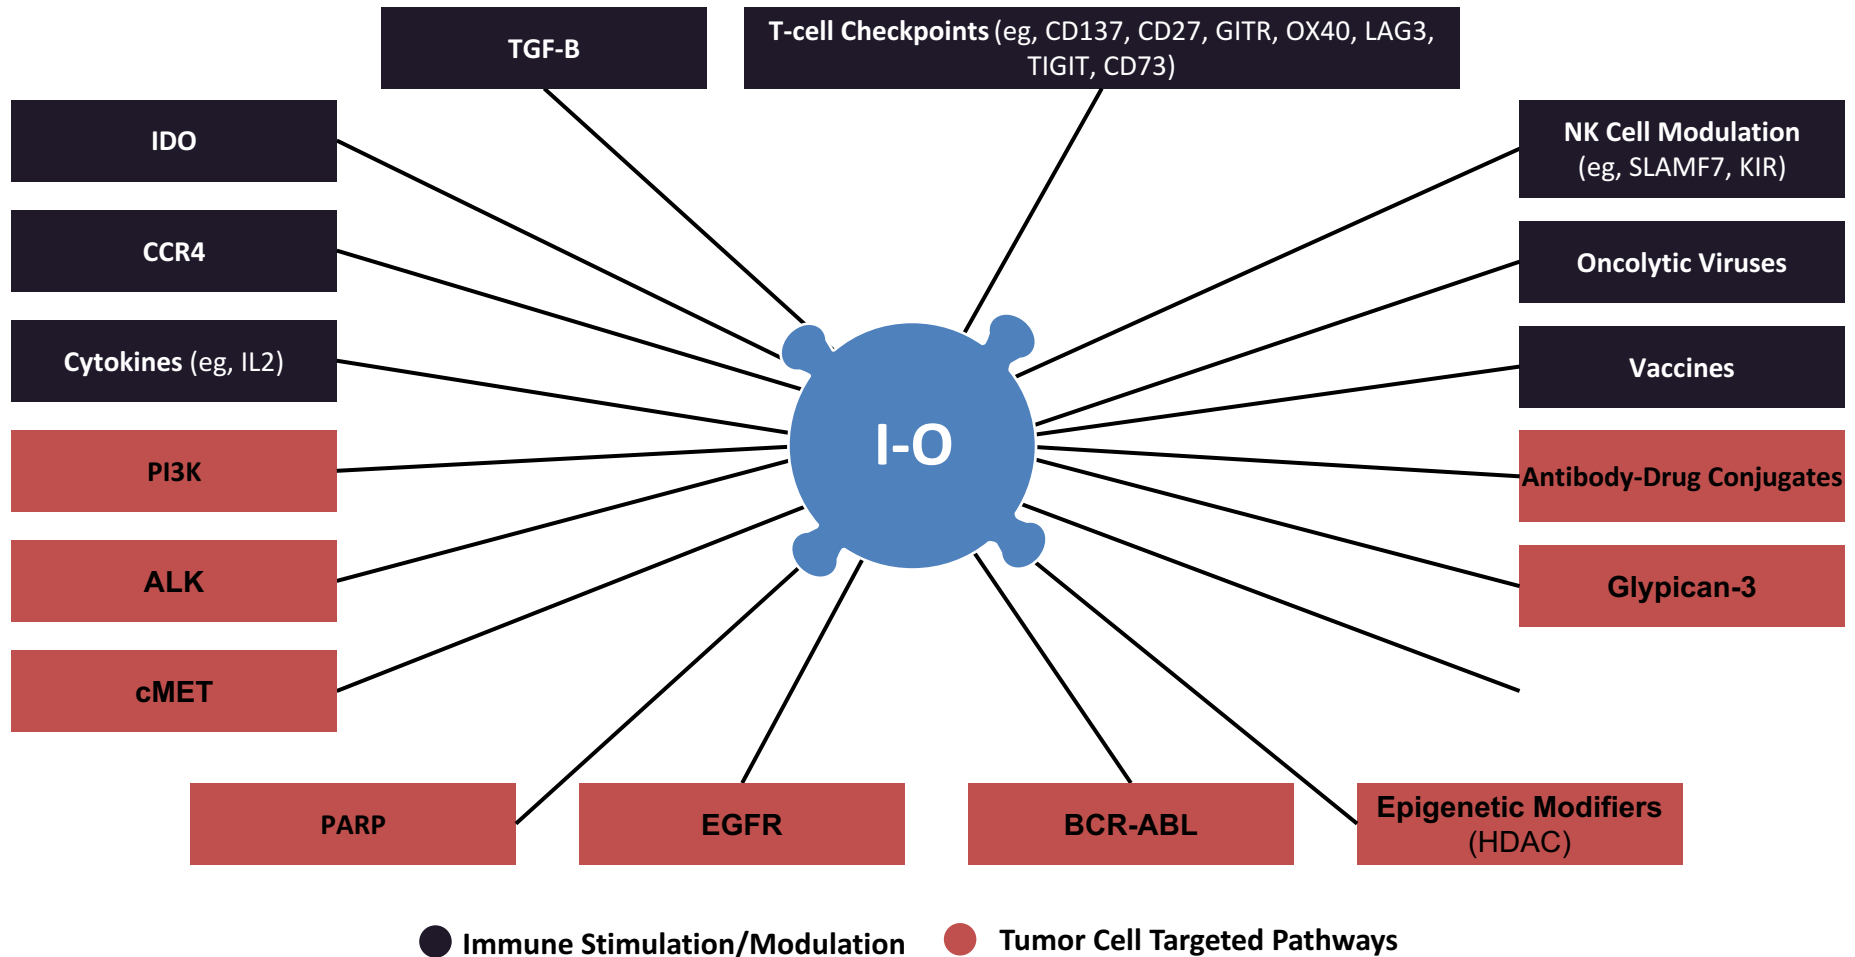 TGF-B
T-cell Checkpoints (eg, CD137, CD27, GITR, OX40, LAG3,
TIGIT, CD73)
IDO
NK Cell Modulation
(eg, SLAMF7, KIR)
CCR4
Oncolytic Viruses
Cytokines (eg, IL2)
Vaccines
I-O
PI3K
Antibody-Drug Conjugates
ALK
Glypican-3
cMET
PARP
EGFR
BCR-ABL
Epigenetic Modifiers
(HDAC)
Immune Stimulation/Modulation
Tumor Cell Targeted Pathways